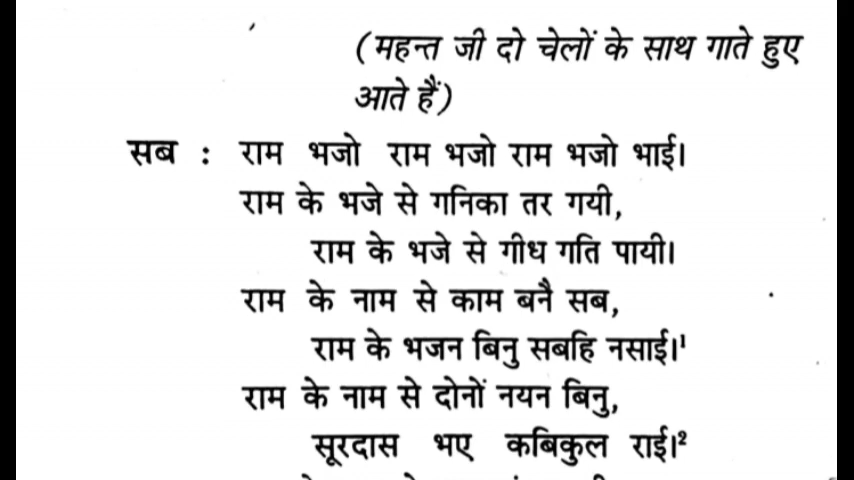 (महन्त जी दो चेलों के साथ गाते हुए
आते हैं)
सब : राम भजो राम भजो राम भजो भाई।
राम के भजे से गनिका तर गयी,
राम के भजे से गीध गति पायी।
राम के नाम से काम बनै सब,
राम के भजन बिनु सबहि नसाई।¹
राम के नाम से दोनों नयन बिनु,
सूरदास भए कबिकुल राई।²